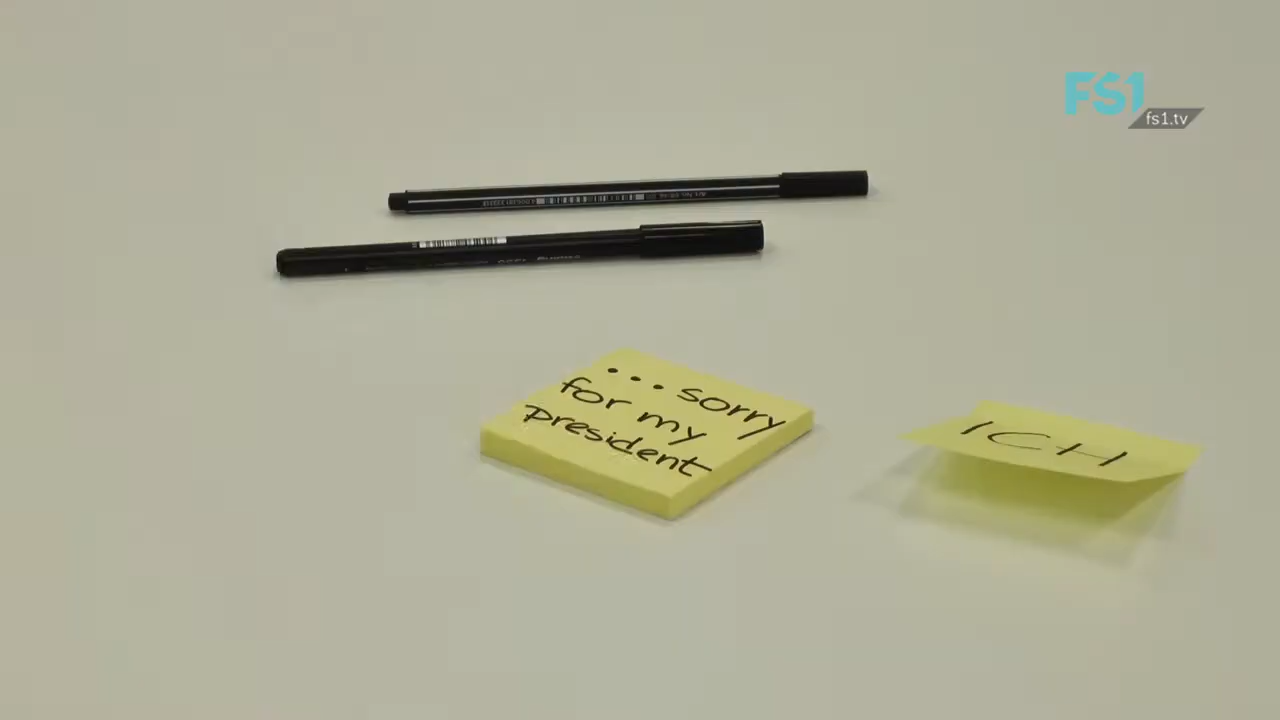 FS1
fs1.tv
... sorry
for my
president
ICH